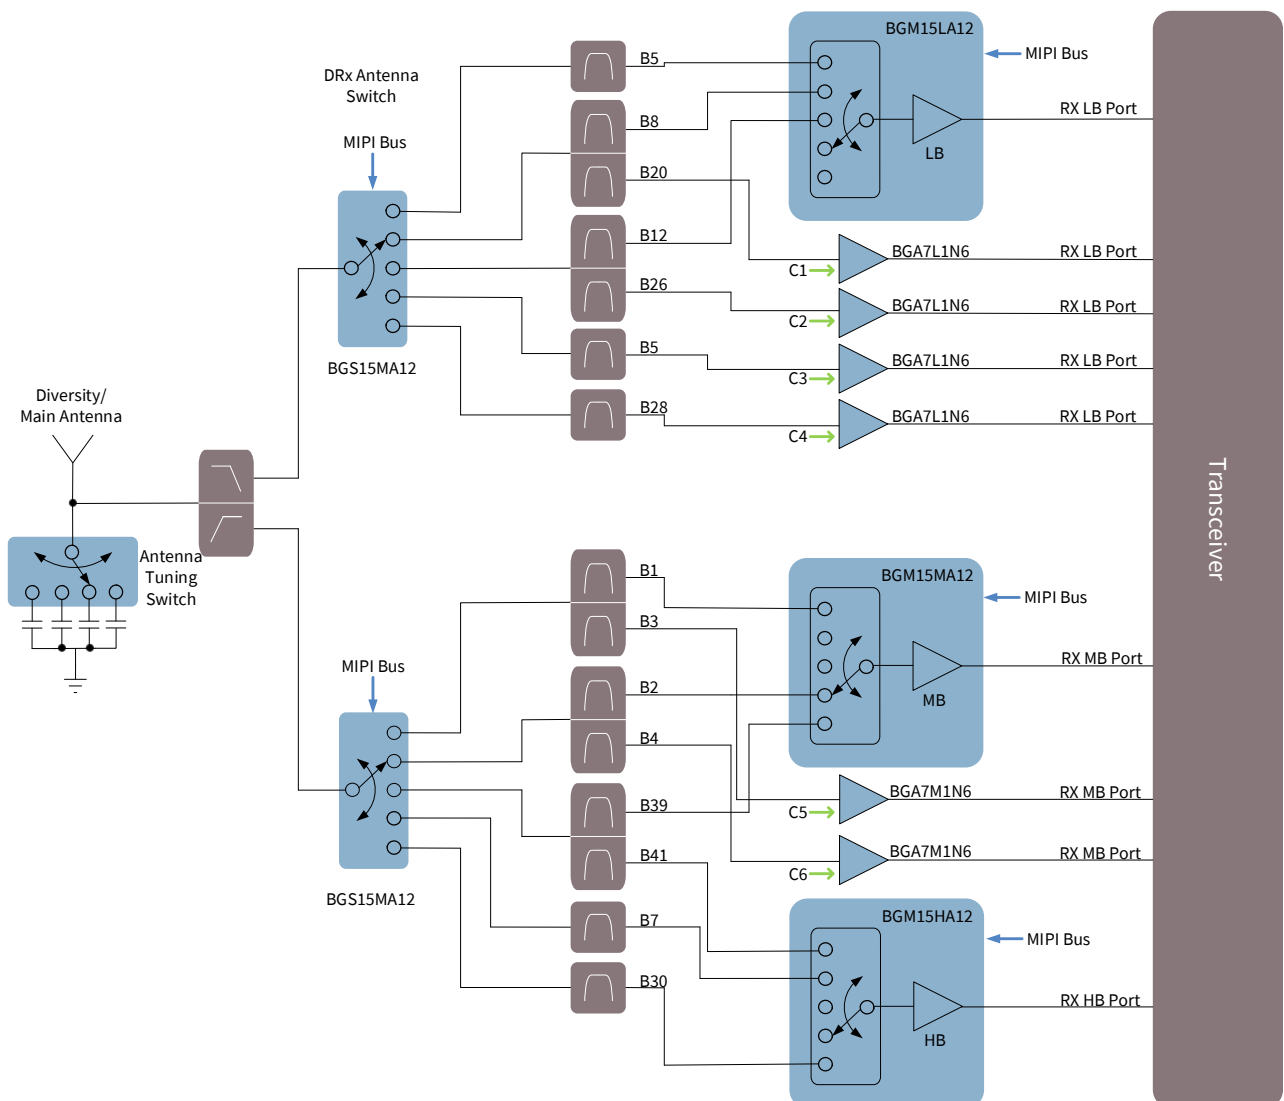 BGM15LA12
MIPI Bus
B5
DRx Antenna
Switch
RX LB Port
B8
MIPI Bus
LB
B20
B12
BGA7L1N6
RX LB Port
C1
B26
BGA7L1N6
RX LB Port
C2
B5
BGA7L1N6
RX LB Port
BGS15MA12
C3
B28
BGA7L1N6
RX LB Port
C4
Diversity/
Main Antenna
Transceiver
Antenna
Tuning
Switch
B1
BGM15MA12
MIPI Bus
B3
MIPI Bus
RX MB Port
B2
MB
B4
BGA7M1N6
RX MB Port
B39
C5
B41
BGA7M1N6
RX MB Port
C6
BGS15MA12
BGM15HA12
B7
MIPI Bus
B30
RX HB Port
HB